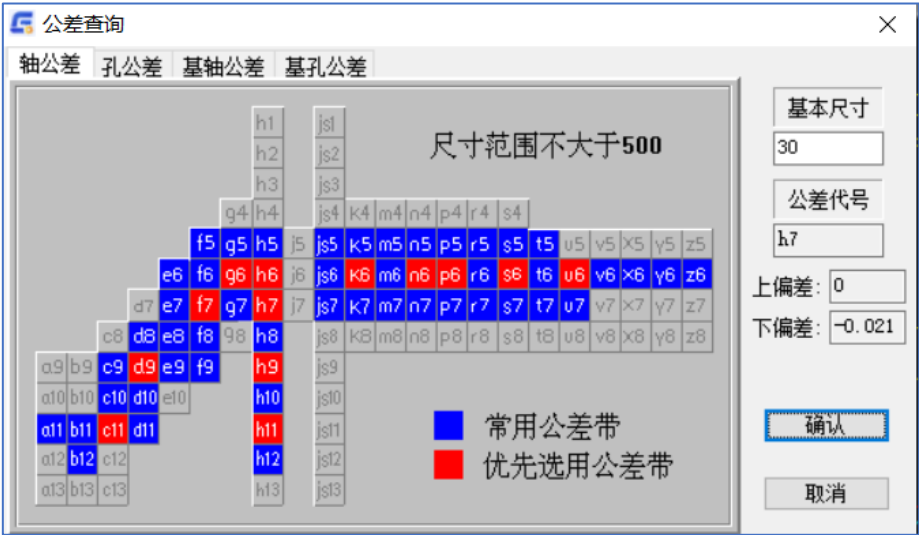 公差查询
轴公差 孔公差 基轴公差 基孔公差
尺寸范围不大于500
h1 js1
h2 js2
h3 js3
g4 h4 js4 k4 m4 n4 p4 r4 s4
f5 g5 h5 j5 js5 k5 m5 n5 p5 r5 s5 t5 u5 v5 X5 y5 z5
e6 f6 g6 h6 j6 js6 k6 m6 n6 p6 r6 s6 t6 u6 v6 x6 y6 z6
d7 e7 f7 g7 h7 j7 js7 k7 m7 n7 p7 r7 s7 t7 u7 v7 X7 y7 z7
c8 d8 e8 f8 98 h8 js8 k8 m8 n8 p8 r8 s8 t8 u8 v8 X8 y8 z8
a9 b9 c9 d9 e9 f9 h9 js9
a10 b10 c10 d10 e10 h10 js10
a11 b11 c11 d11 h11 js11
a12 b12 c12 h12 js12
a13 b13 c13 h13 js13
常用公差带
优先选用公差带
基本尺寸
30
公差代号
h7
上偏差: 0
下偏差: -0.021
确认
取消